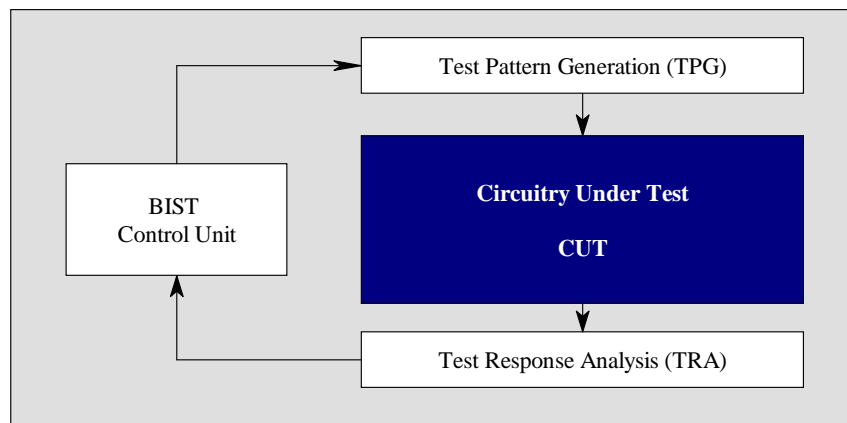 Test Pattern Generation (TPG)
Circuitry Under Test
CUT
BIST
Control Unit
Test Response Analysis (TRA)